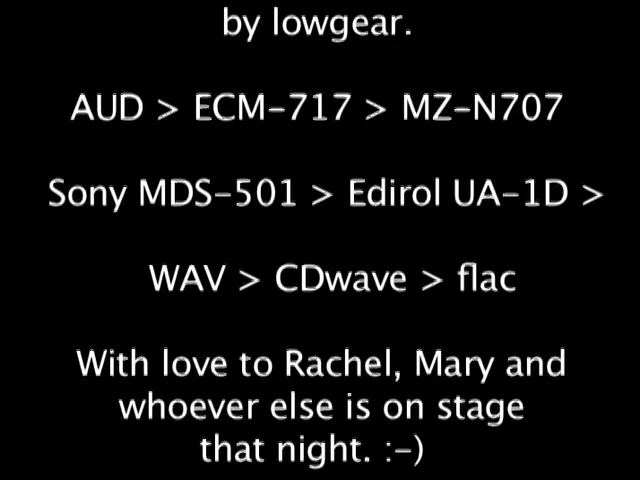 by lowgear.
AUD > ECM-717 > MZ-N707
Sony MDS-501 > Edirol UA-1D >
WAV > CDwave > flac
With love to Rachel, Mary and
whoever else is on stage
that night. :-)